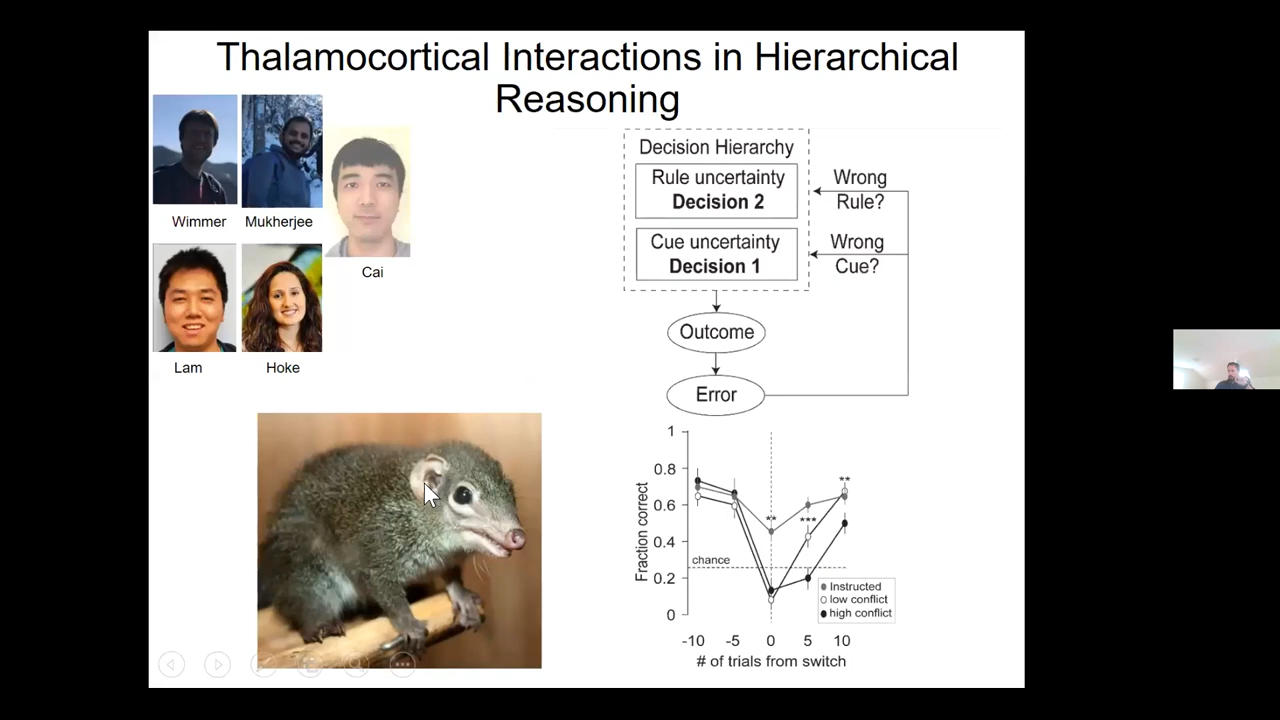 Thalamocortical Interactions in Hierarchical
Reasoning
Wimmer
Mukherjee
Cai
Lam
Hoke
Decision Hierarchy
Rule uncertainty
Decision 2
Wrong
Rule?
Cue uncertainty
Decision 1
Wrong
Cue?
Outcome
Error
1
0.8
0.6
0.4
0.2
0
Fraction correct
chance
**
***
**
Instructed
low conflict
high conflict
-10 -5 0 5 10
# of trials from switch